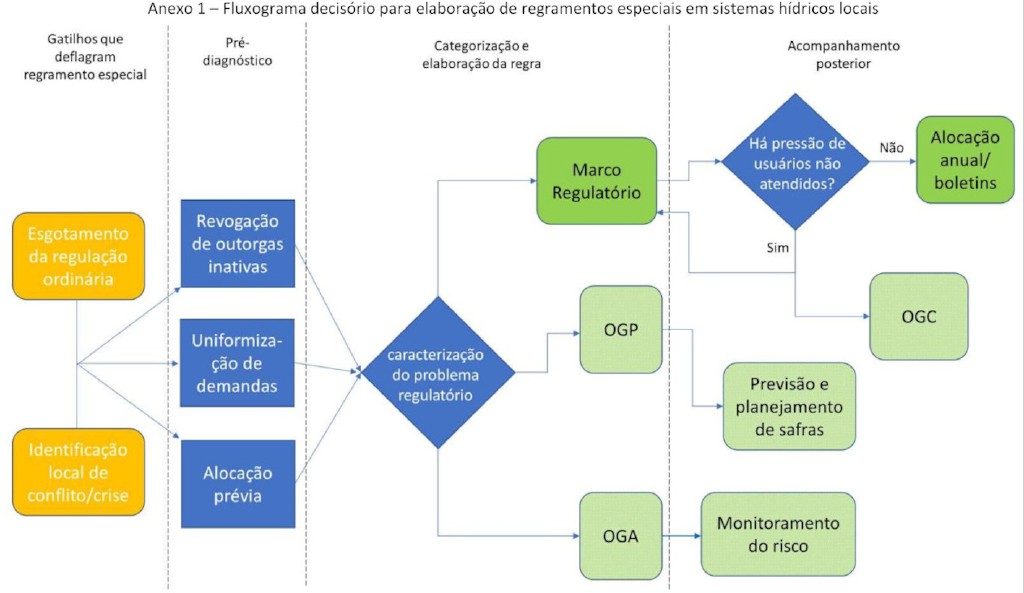 Anexo 1 – Fluxograma decisório para elaboração de regramentos especiais em sistemas hídricos locais
Gatilhos que
deflagram
regramento especial
Pré-
diagnóstico
Categorização e
elaboração da regra
Acompanhamento
posterior
Esgotamento
da regulação
ordinária
Identificação
local de
conflito/crise
Revogação
de outorgas
inativas
Uniformiza-
ção de
demandas
Alocação
prévia
caracterização
do problema
regulatório
Marco
Regulatório
OGP
OGA
Há pressão de
usuários não
atendidos?
Não
Sim
Alocação
anual/
boletins
OGC
Previsão e
planejamento
de safras
Monitoramento
do risco